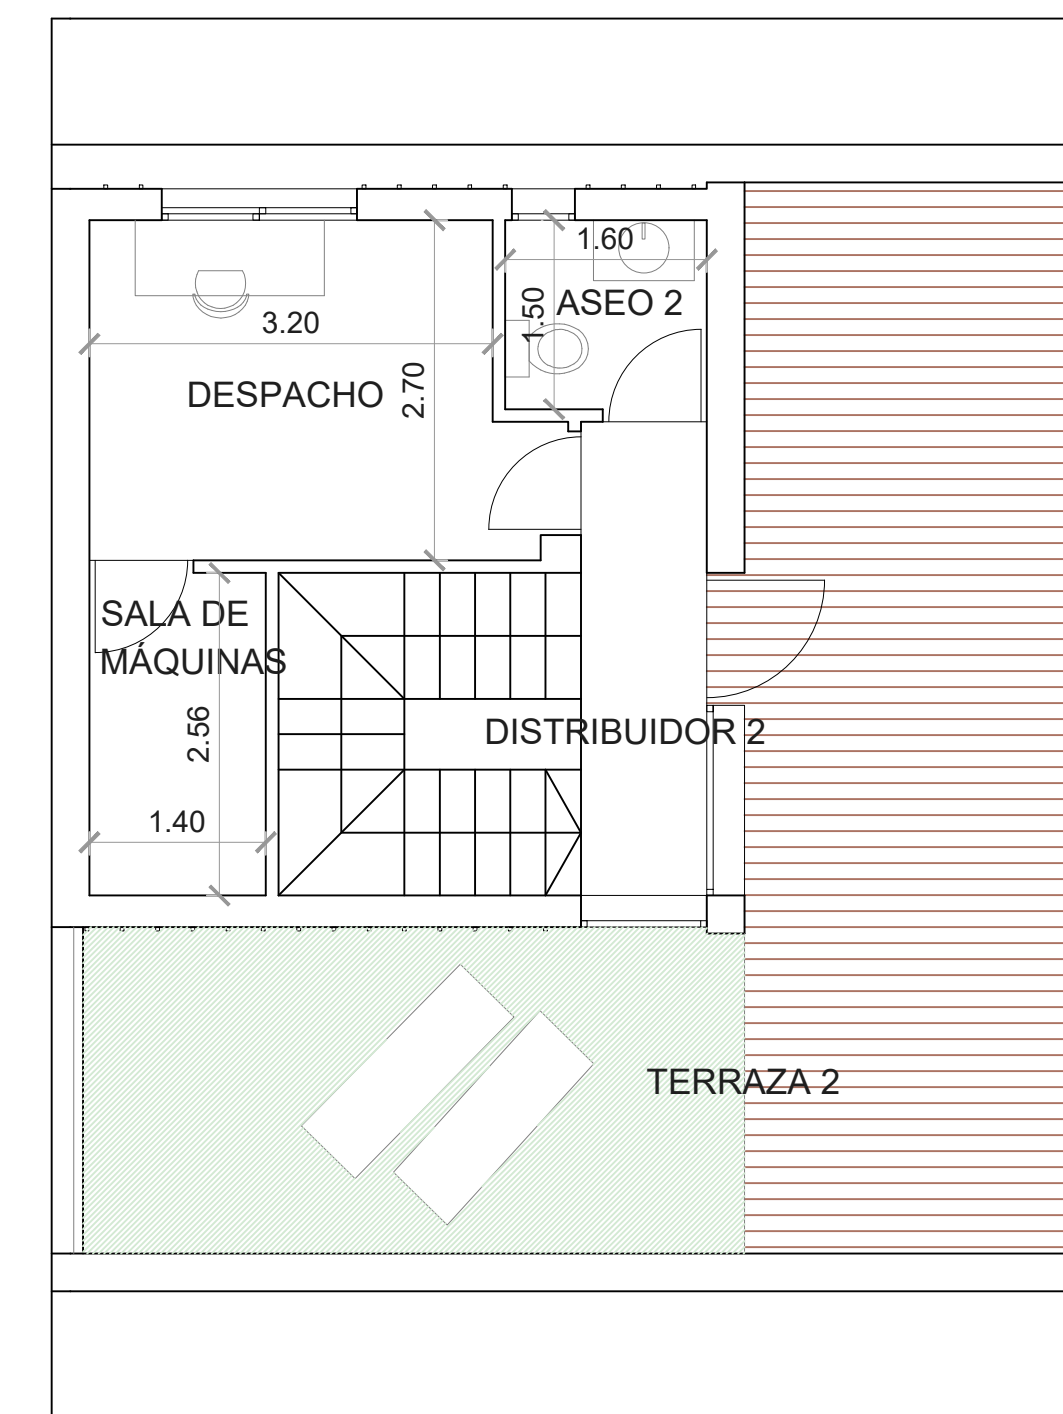 1.60
1.50
ASEO 2
3.20
2.70
DESPACHO
SALA DE
MÁQUINAS
2.56
DISTRIBUIDOR 2
1.40
TERRAZA 2